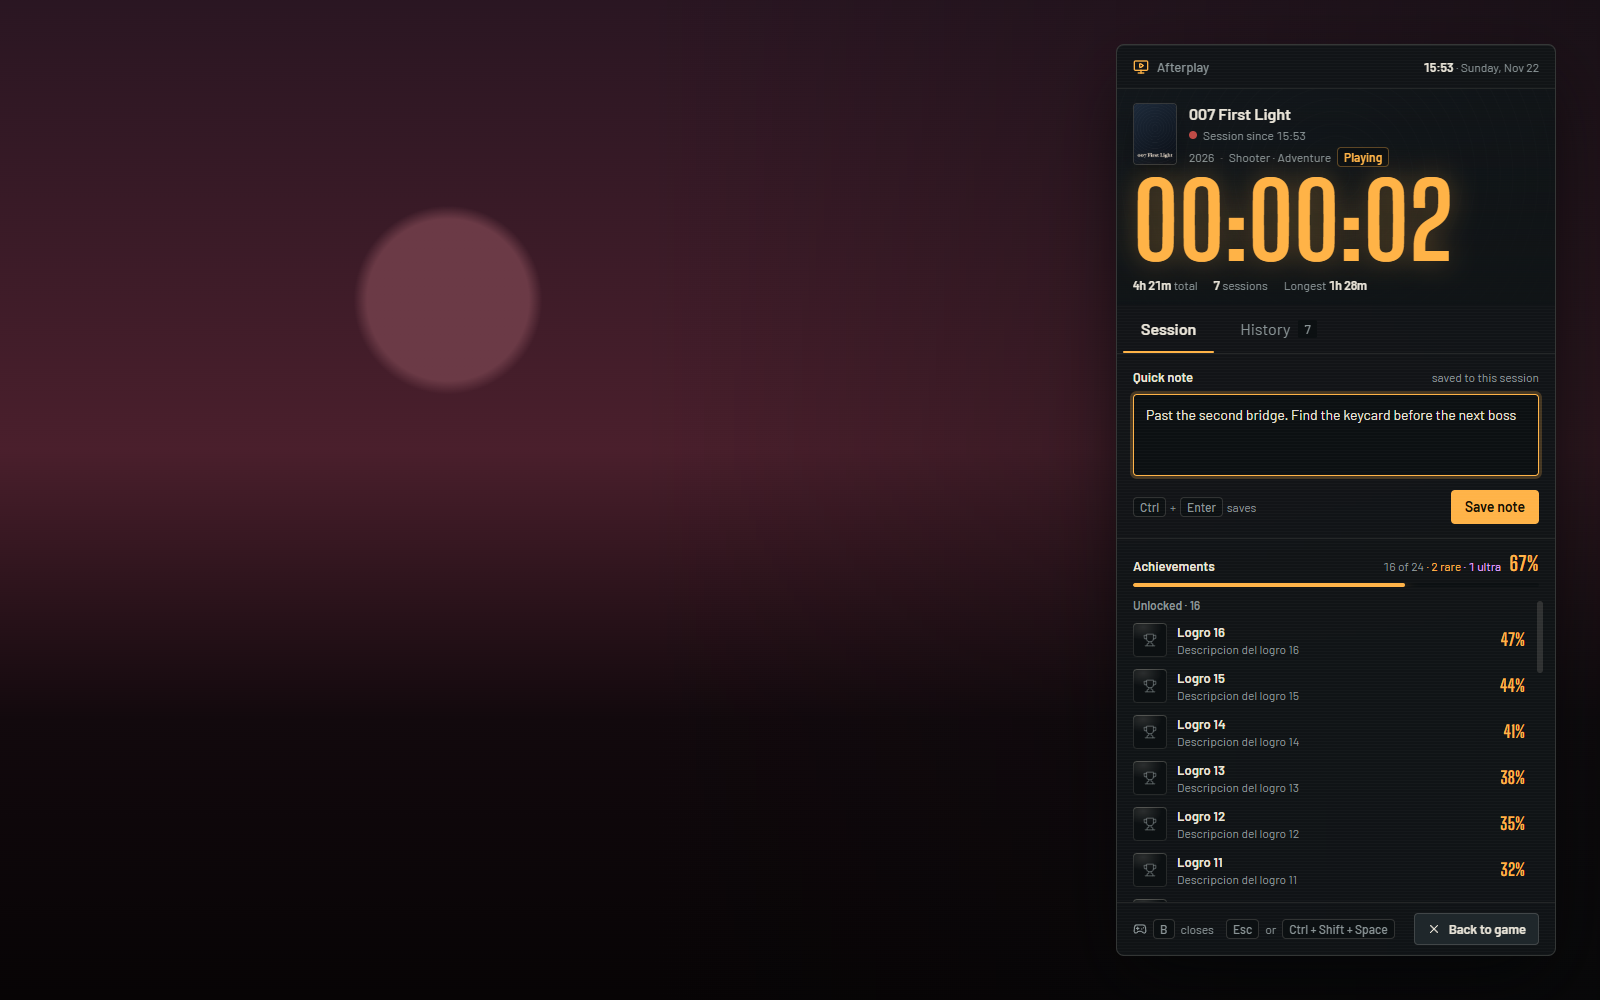 Afterplay
15:53 · Sunday, Nov 22
007 First Light
007 First Light
Session since 15:53
2026 · Shooter · Adventure Playing
00:00:02
4h 21m total 7 sessions Longest 1h 28m
Session History 7
Quick note saved to this session
Past the second bridge. Find the keycard before the next boss
Ctrl + Enter saves Save note
Achievements 16 of 24 · 2 rare · 1 ultra 67%
Unlocked · 16
Logro 16
Descripcion del logro 16
47%
Logro 15
Descripcion del logro 15
44%
Logro 14
Descripcion del logro 14
41%
Logro 13
Descripcion del logro 13
38%
Logro 12
Descripcion del logro 12
35%
Logro 11
Descripcion del logro 11
32%
B closes Esc or Ctrl + Shift + Space Back to game